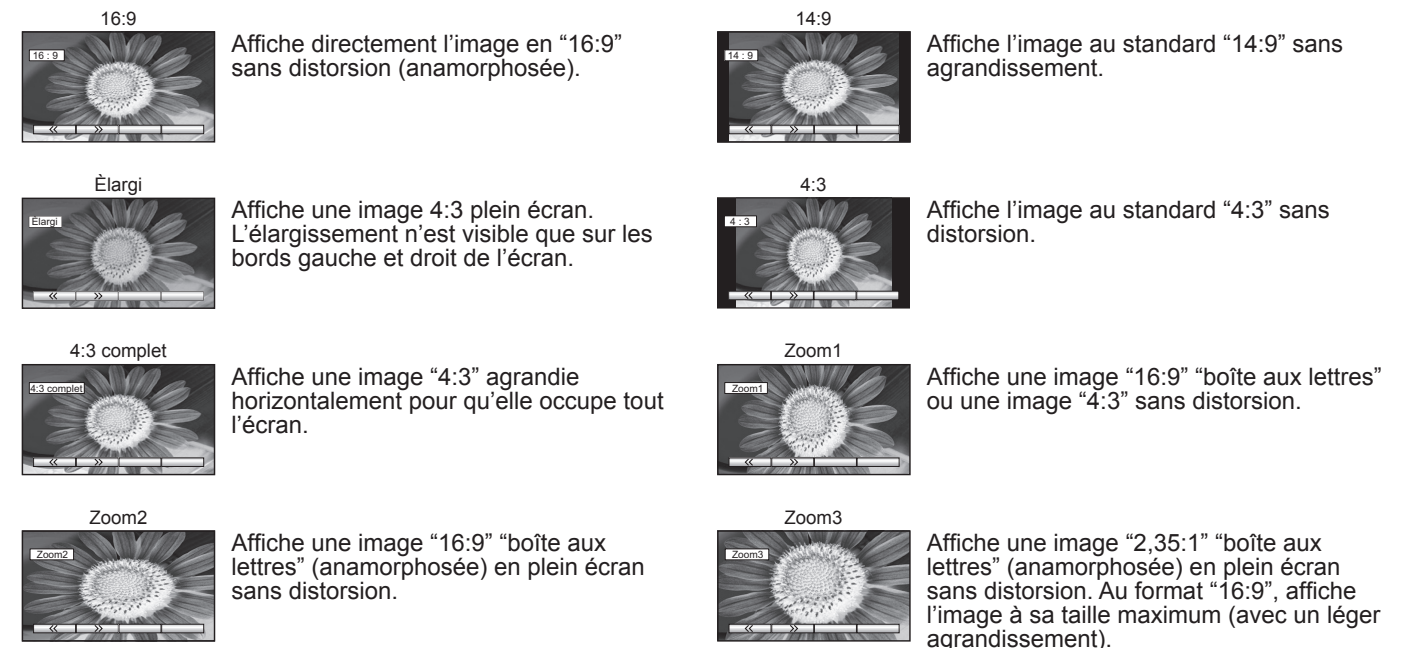 16:9
16 : 9
Affiche directement l’image en “16:9”
sans distorsion (anamorphosée).
14:9
14 : 9
Affiche l’image au standard “14:9” sans
agrandissement.
Èlargi
Èlargi
Affiche une image 4:3 plein écran.
L’élargissement n’est visible que sur les
bords gauche et droit de l’écran.
4:3
4 : 3
Affiche l’image au standard “4:3” sans
distorsion.
4:3 complet
4:3 complet
Affiche une image “4:3” agrandie
horizontalement pour qu’elle occupe tout
l’écran.
Zoom1
Zoom1
Affiche une image “16:9” “boîte aux lettres”
ou une image “4:3” sans distorsion.
Zoom2
Zoom2
Affiche une image “16:9” “boîte aux
lettres” (anamorphosée) en plein écran
sans distorsion.
Zoom3
Zoom3
Affiche une image “2,35:1” “boîte aux
lettres” (anamorphosée) en plein écran
sans distorsion. Au format “16:9”, affiche
l’image à sa taille maximum (avec un léger
agrandissement).